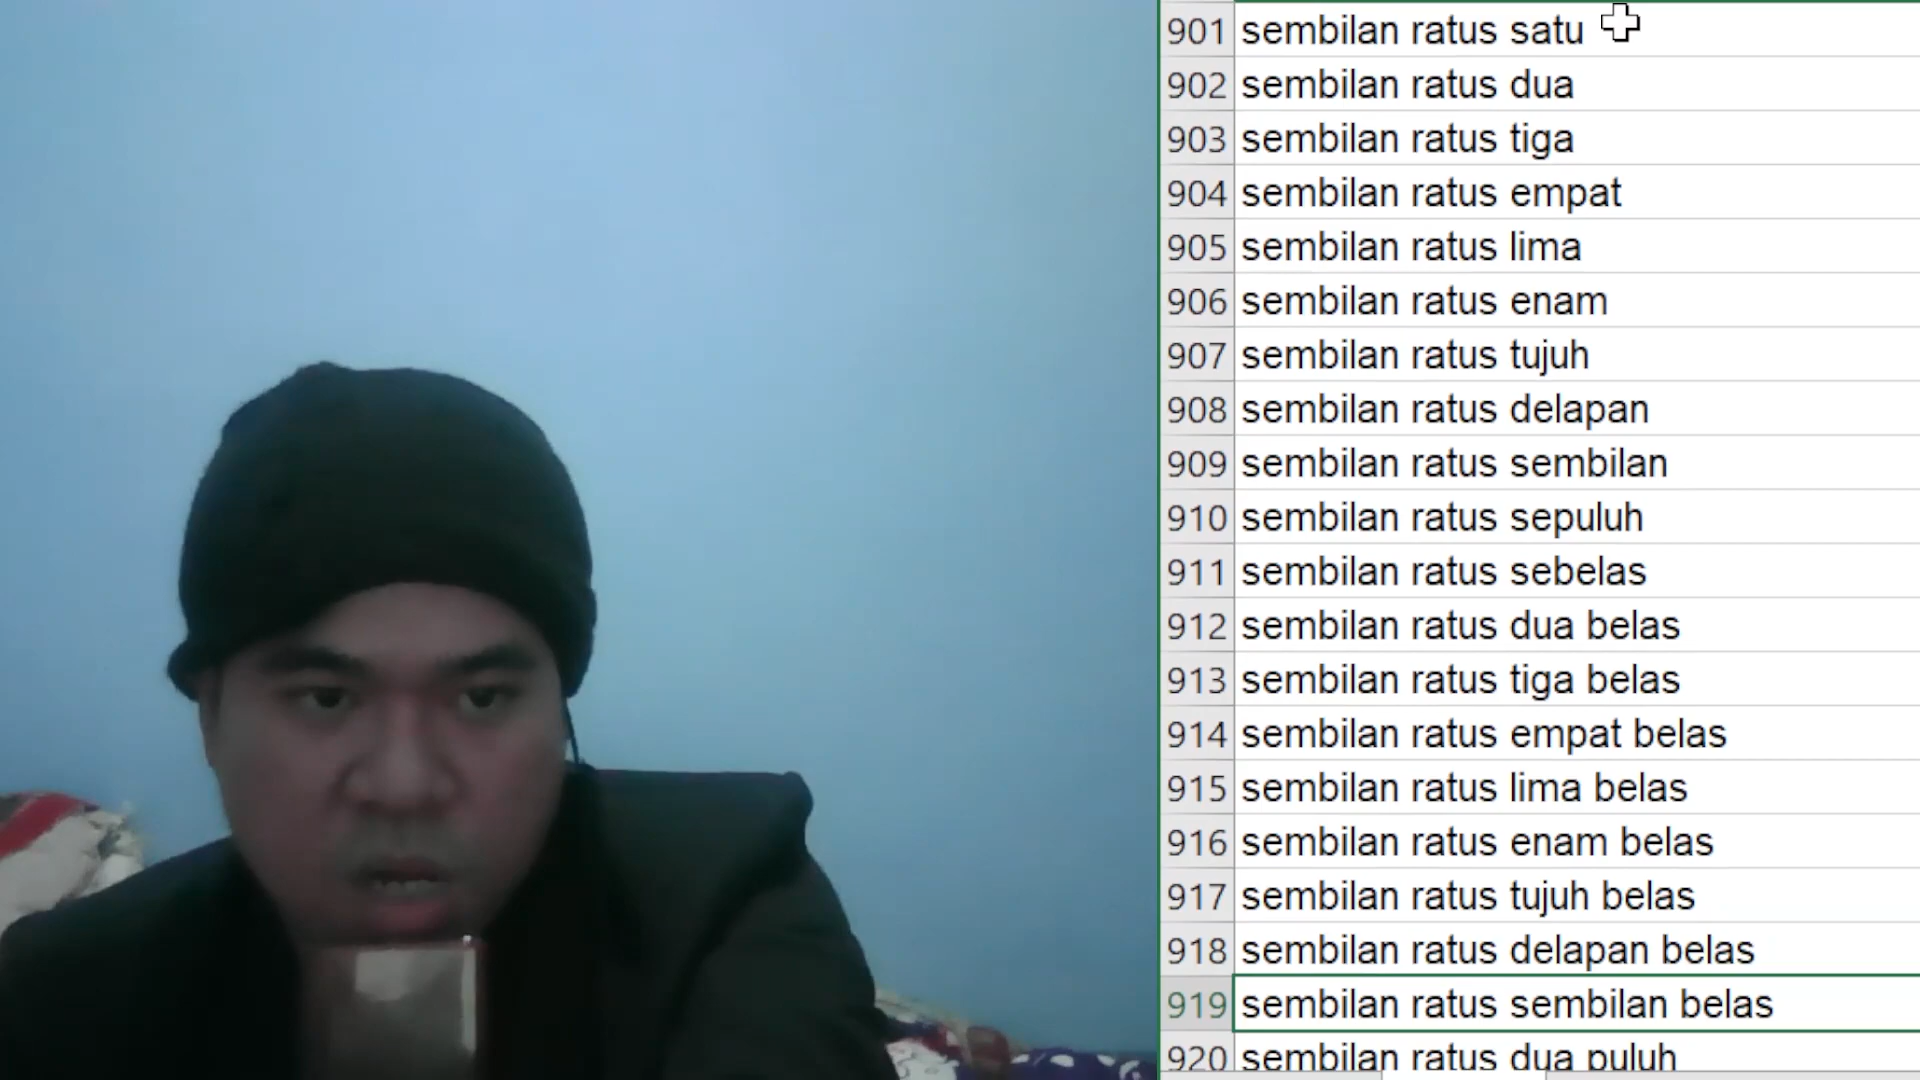 901 sembilan ratus satu
902 sembilan ratus dua
903 sembilan ratus tiga
904 sembilan ratus empat
905 sembilan ratus lima
906 sembilan ratus enam
907 sembilan ratus tujuh
908 sembilan ratus delapan
909 sembilan ratus sembilan
910 sembilan ratus sepuluh
911 sembilan ratus sebelas
912 sembilan ratus dua belas
913 sembilan ratus tiga belas
914 sembilan ratus empat belas
915 sembilan ratus lima belas
916 sembilan ratus enam belas
917 sembilan ratus tujuh belas
918 sembilan ratus delapan belas
919 sembilan ratus sembilan belas
920 sembilan ratus dua puluh